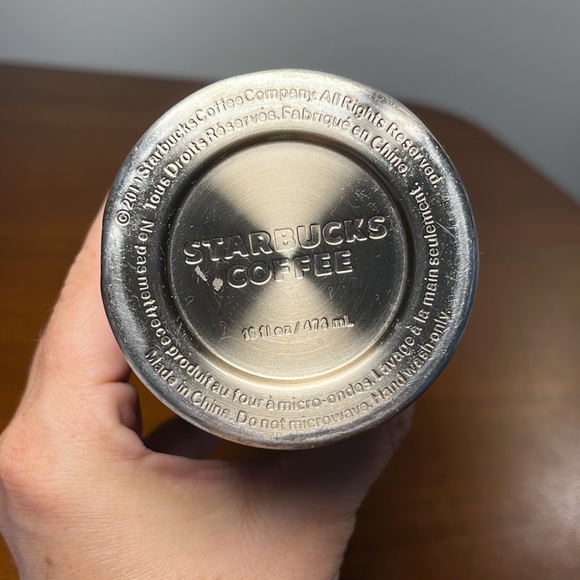 © Starbucks Coffee Company. All Rights Reserved.
Tous Droits Réservés. Fabriqué en Chine.
Ne pas mettre ce produit au four à micro-ondes. Lavage à la main seulement.
Made in China. Do not microwave. Hand wash only.
STARBUCKS
COFFEE
16 fl oz / 473 mL